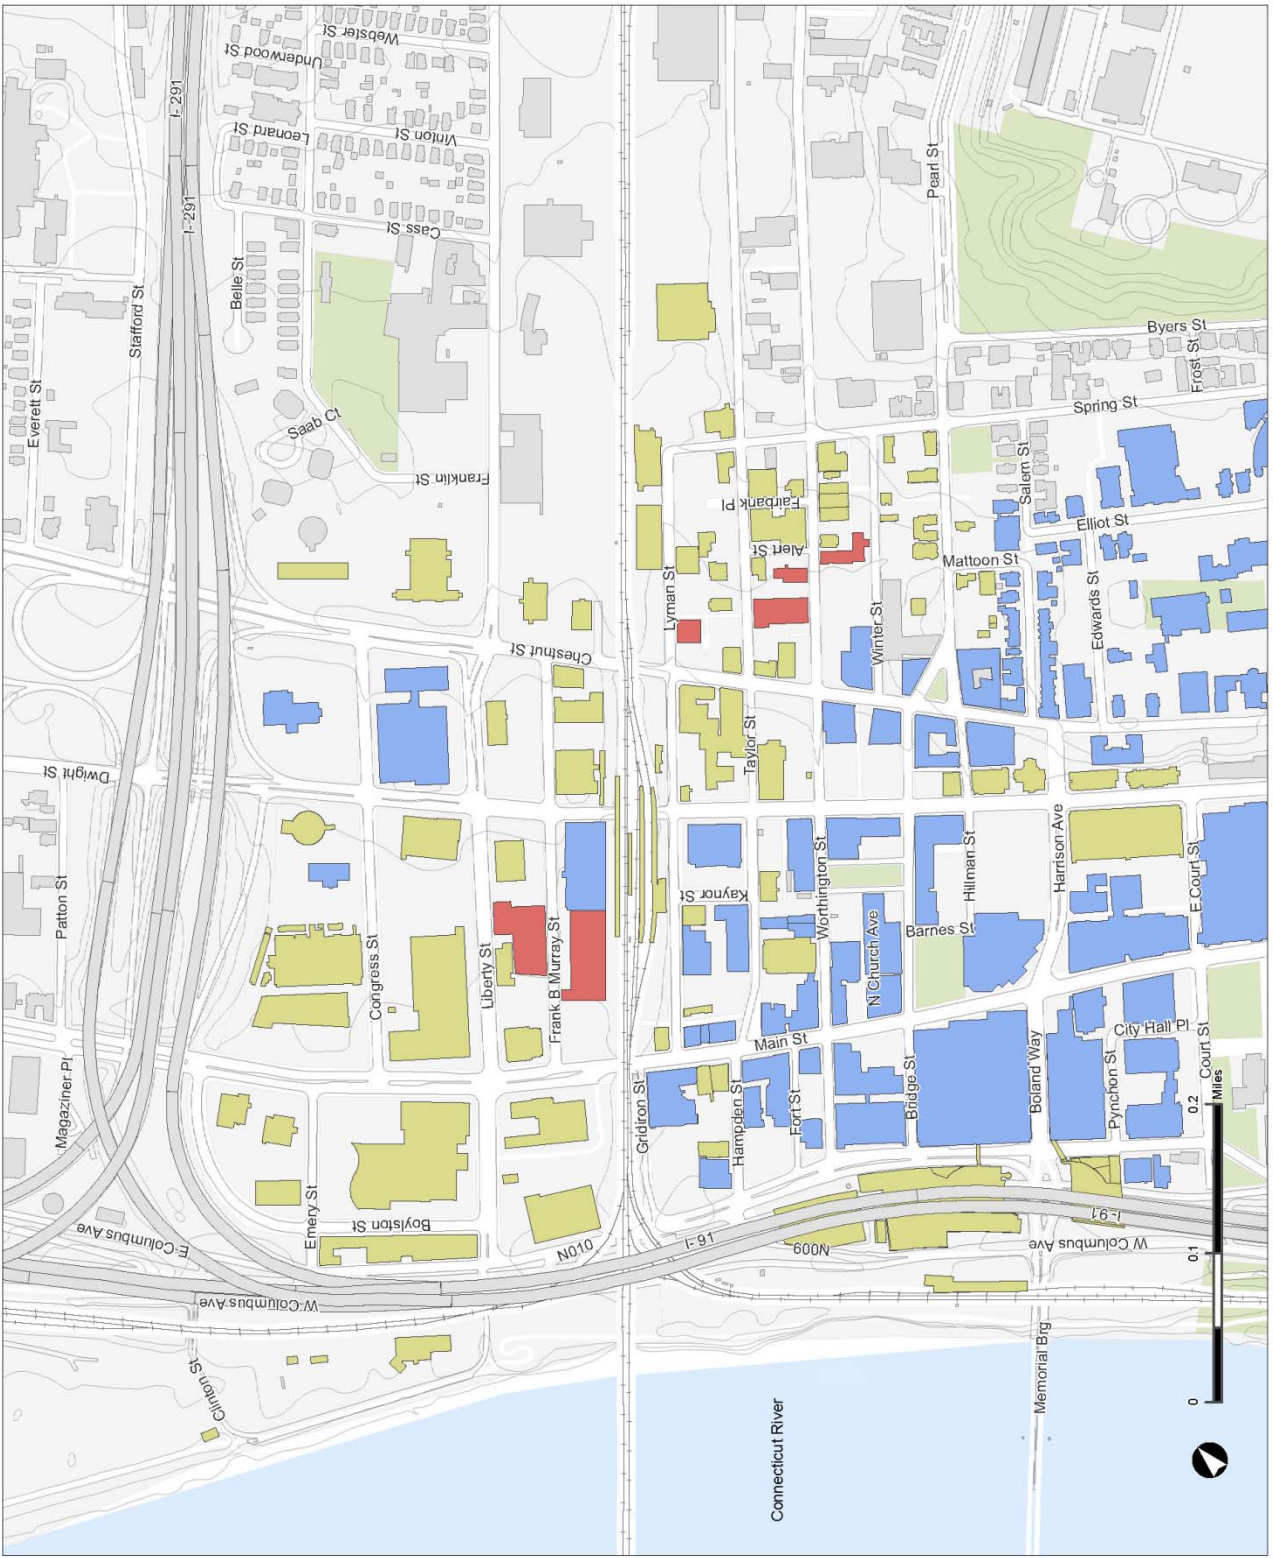 Webster St
Underwood St
I-291
Leonard St
Vinton St
Pearl St
I-291
Cass St
Belle St
Stafford St
Byers St
Frost St
Everett St
Spring St
Saab Ct
Salem St
Franklin St
Fairbank Pl
Elliot St
Alert St
Mattoon St
Lyman St
Edwards St
Winter St
Chestnut St
Taylor St
Dwight St
Harrison Ave
Worthington St
Hillman St
E Court St
Kaynor St
Patton St
Barnes St
N Church Ave
Frank B Murray St
Liberty St
Congress St
City Hall Pl
Main St
Court St
Boland Way
Bridge St
Pynchon St
Magaziner Pl
Gridiron St
Hampden St
Fort St
Miles
0.2
Emery St
Boylston St
I-91
I-91
E Columbus Ave
N010
N009
W Columbus Ave
0.1
W Columbus Ave
Memorial Brg
Clinton St
0
Connecticut River